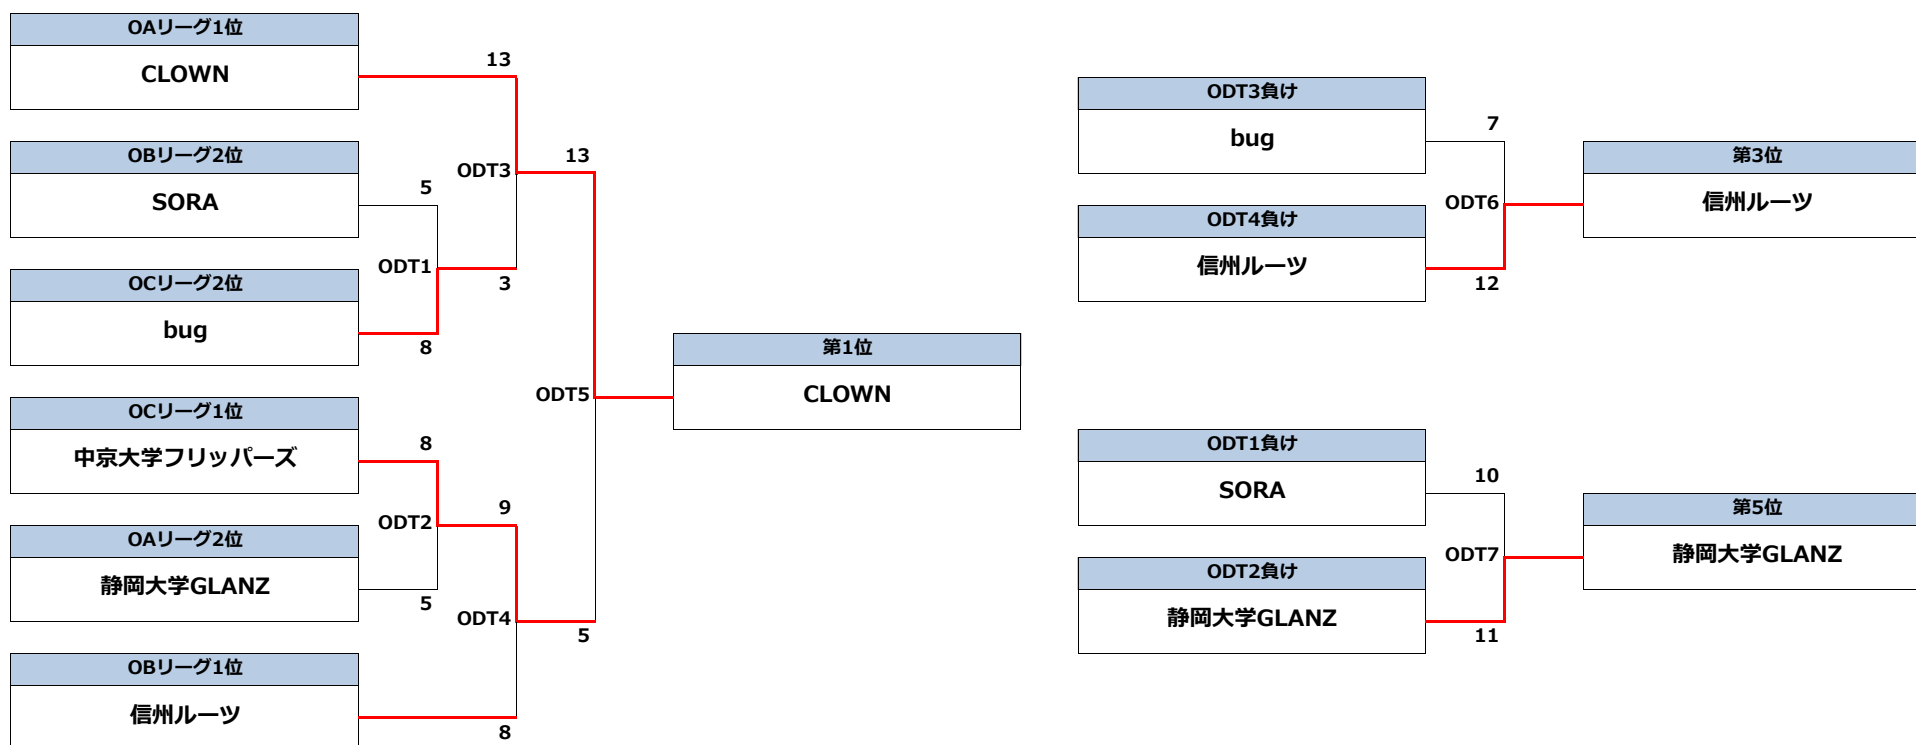 OAリーグ1位
CLOWN
13
OBリーグ2位
SORA
5
ODT3
13
ODT1
OCリーグ2位
bug
3
8
OCリーグ1位
中京大学フリッパーズ
8
ODT2
9
OAリーグ2位
静岡大学GLANZ
5
ODT4
5
OBリーグ1位
信州ルーツ
8
ODT5
第1位
CLOWN
ODT3負け
bug
7
ODT6
ODT4負け
信州ルーツ
12
第3位
信州ルーツ
ODT1負け
SORA
10
ODT7
ODT2負け
静岡大学GLANZ
11
第5位
静岡大学GLANZ